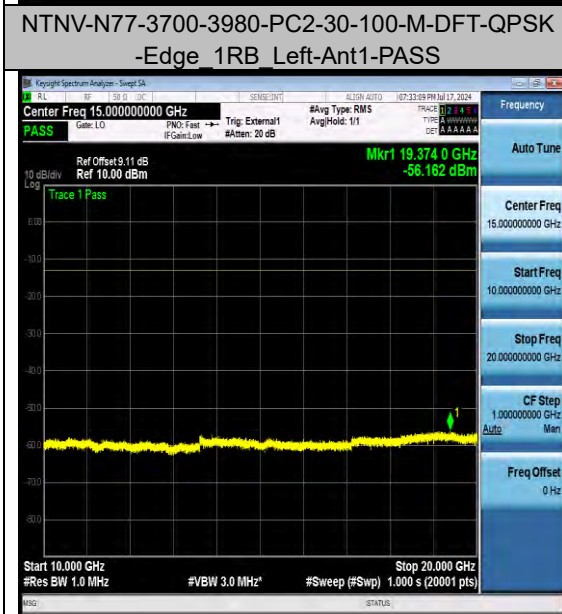 NTNV-N77-3700-3980-PC2-30-100-M-DFT-QPSK
-Edge_1RB_Left-Ant1-PASS
Keysight Spectrum Analyzer - Swept SA
RL RF 50 Ω DC SENSE:INT ALIGN AUTO 07:33:09 PM Jul 17, 2024
Center Freq 15.000000000 GHz #Avg Type: RMS TRACE 1 2 3 4 5 6
PASS Gate: LO PNO: Fast Trig: External1 Avg|Hold: 1/1 TYPE A WWWWW
IFGain:Low #Atten: 20 dB DET A A A A A A
Frequency
Auto Tune
Mkr1 19.374 0 GHz
-56.162 dBm
Ref Offset 9.11 dB
10 dB/div Ref 10.00 dBm
Log
Trace 1 Pass
0.00
-10.0
-20.0
-30.0
-40.0
-50.0
-60.0
-70.0
-80.0
1
Center Freq
15.000000000 GHz
Start Freq
10.000000000 GHz
Stop Freq
20.000000000 GHz
CF Step
1.000000000 GHz
Auto Man
Freq Offset
0 Hz
Start 10.000 GHz Stop 20.000 GHz
#Res BW 1.0 MHz #VBW 3.0 MHz* #Sweep (#Swp) 1.000 s (20001 pts)
MSG STATUS